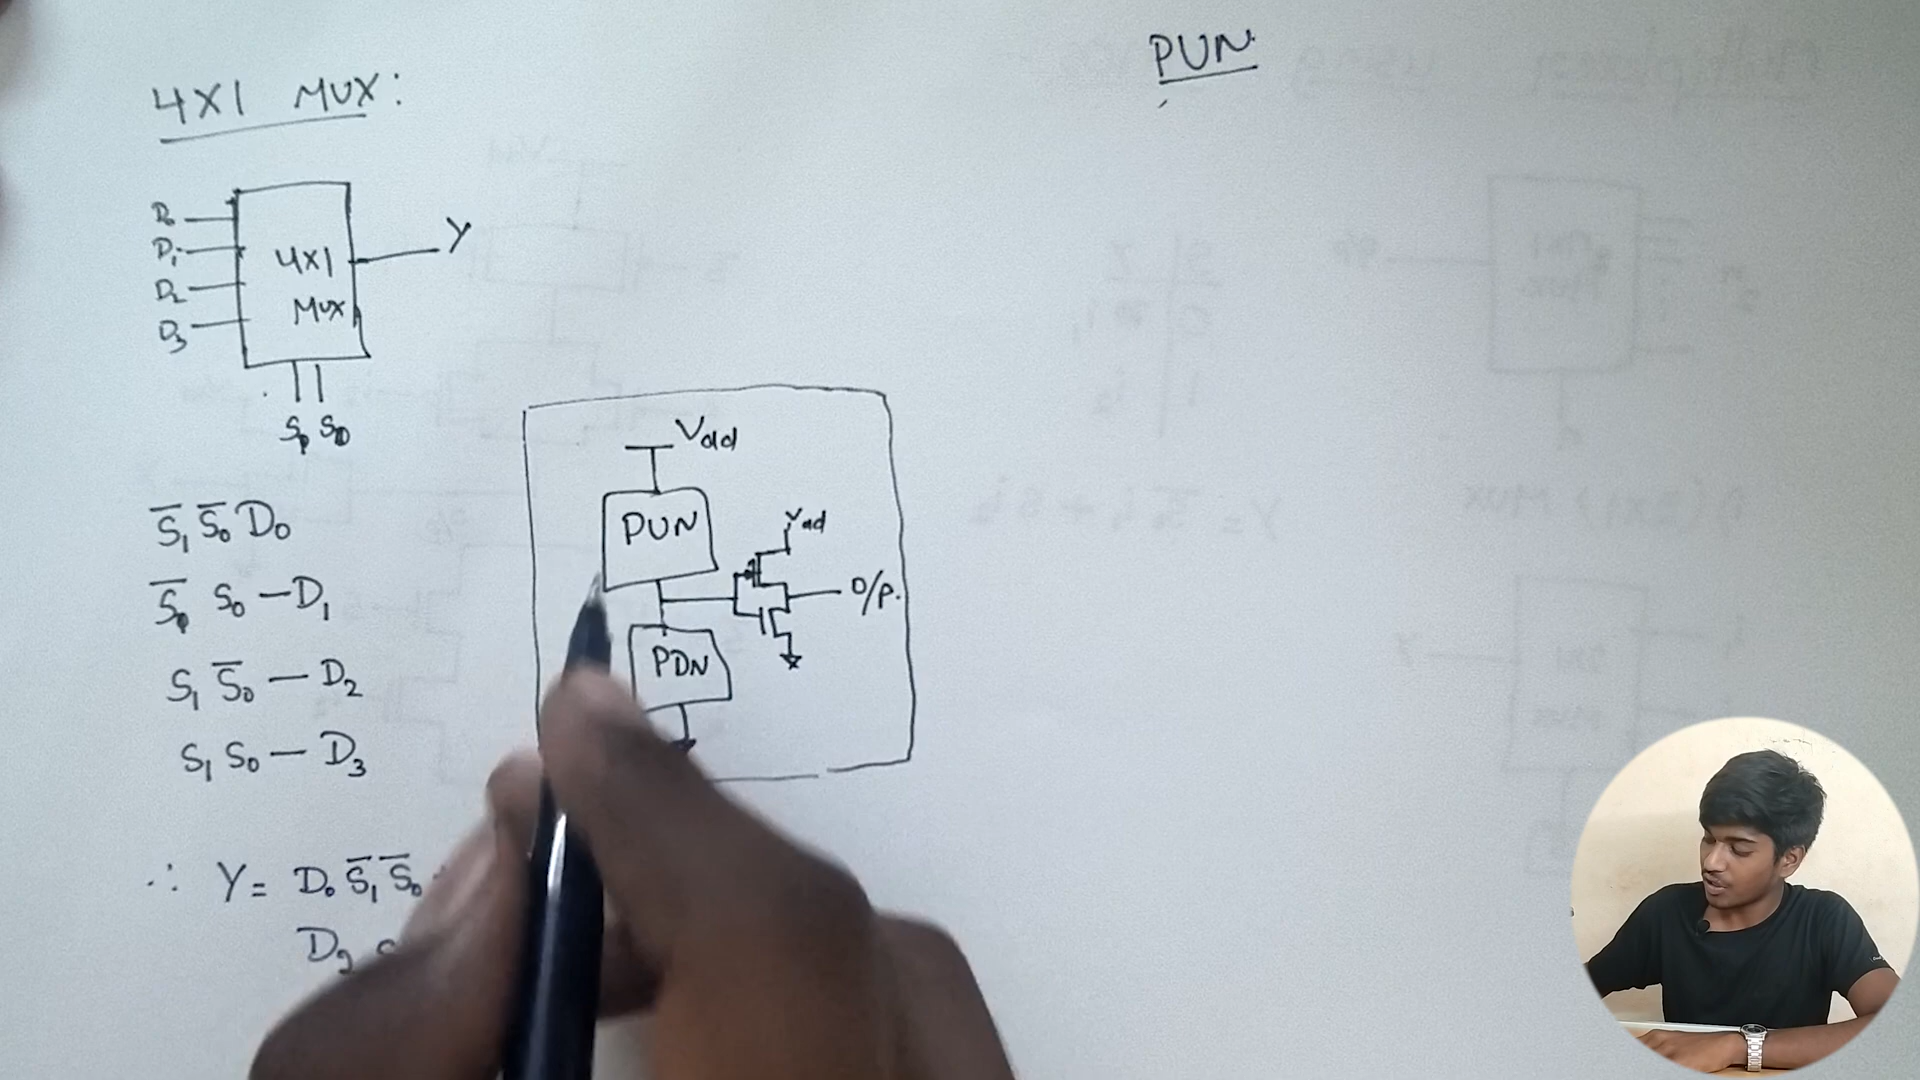 4X1 MUX:
PUN
D0
D1
D2
D3
4X1
MUX
Y
S1 S0
S̅1 S̅0 D0
S̅1 S0 — D1
S1 S̅0 — D2
S1 S0 — D3
∴ Y = D0 S̅1 S̅0
D2
Vdd
PUN
Vdd
O/P.
PDN